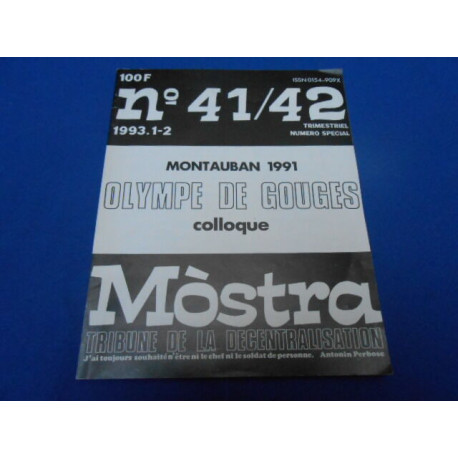 100F
ISSN 0154-909X
nº 41/42
1993.1-2
TRIMESTRIEL
NUMERO SPECIAL
MONTAUBAN 1991
OLYMPE DE GOUGES
colloque
Mòstra
TRIBUNE DE LA DECENTRALISATION
J'ai toujours souhaité n'être ni le chef ni le soldat de personne. Antonin Perbosc